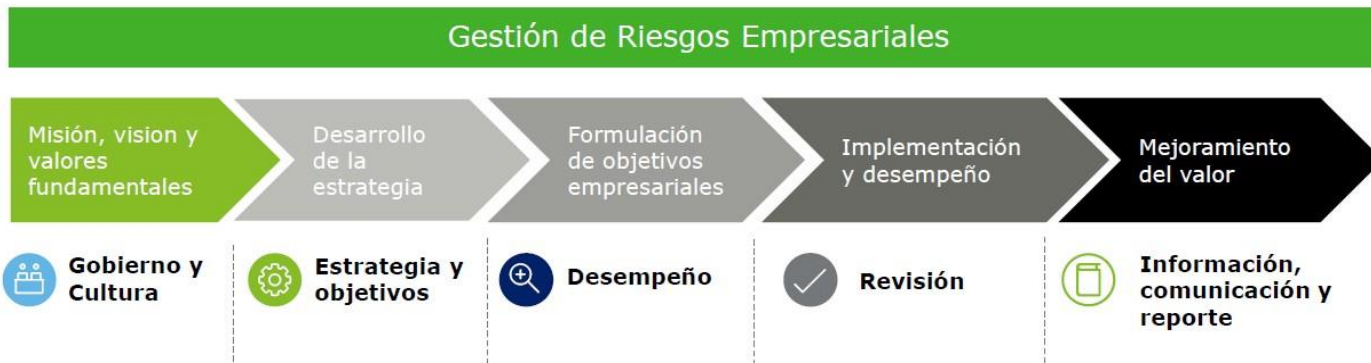 Gestión de Riesgos Empresariales
Misión, vision y
valores
fundamentales
Desarrollo
de la
estrategia
Formulación
de objetivos
empresariales
Implementación
y desempeño
Mejoramiento
del valor
Gobierno y
Cultura
Estrategia y
objetivos
Desempeño
Revisión
Información,
comunicación y
reporte